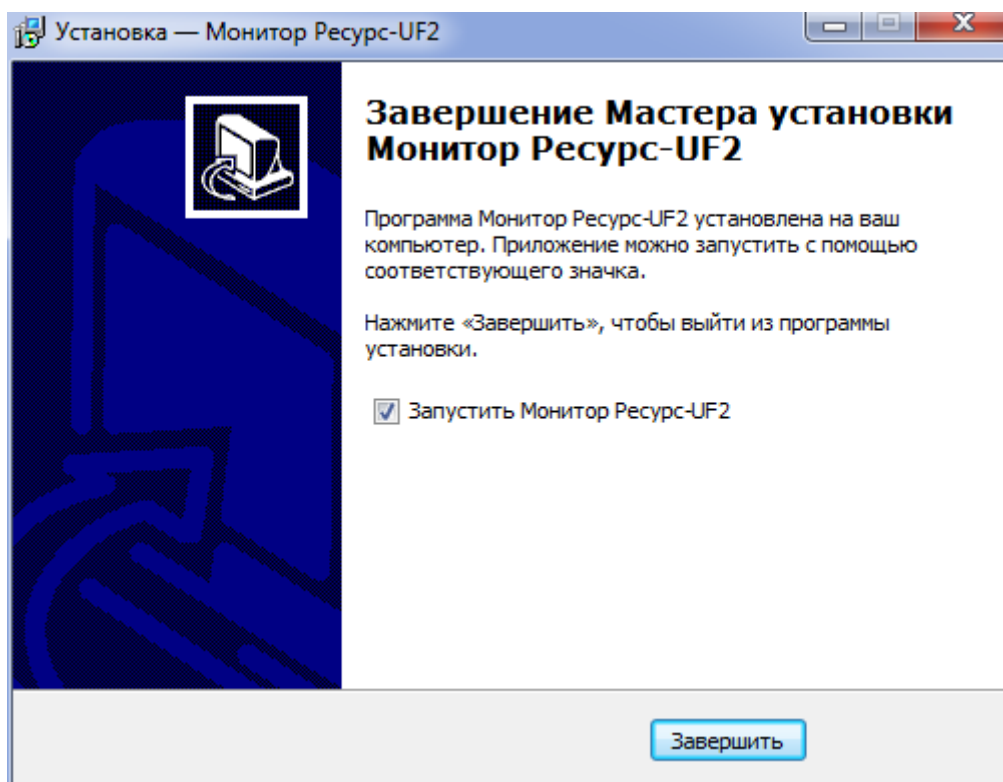 Установка — Монитор Ресурс-UF2
Завершение Мастера установки
Монитор Ресурс-UF2
Программа Монитор Ресурс-UF2 установлена на ваш
компьютер. Приложение можно запустить с помощью
соответствующего значка.
Нажмите «Завершить», чтобы выйти из программы
установки.
Запустить Монитор Ресурс-UF2
Завершить